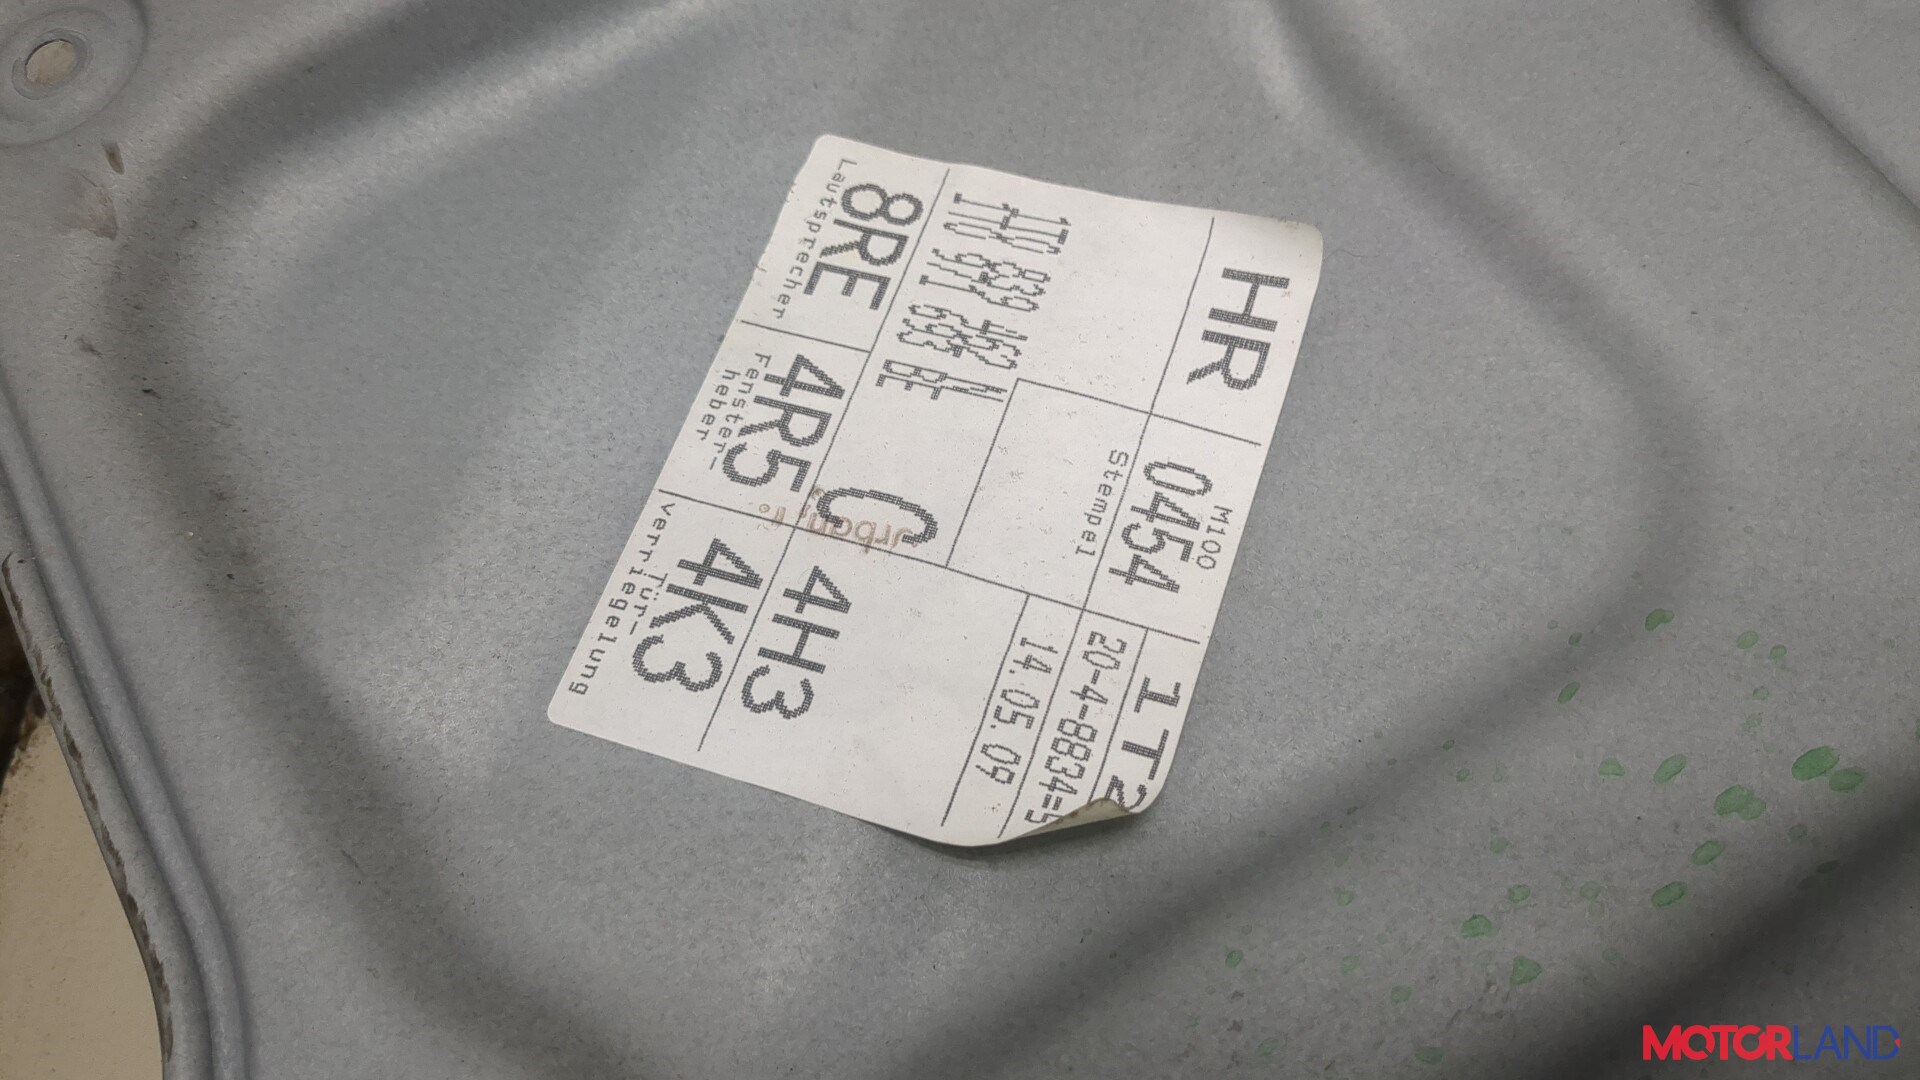 HR
M100
0454
1T2
Stempel
20-4-8834=5
14.05.09
1T0 839 462 N
C
4H3
8RE
Lautsprecher
4R5
Fenster-
heber
4K3
Tür-
verriegelung
MOTORLAND